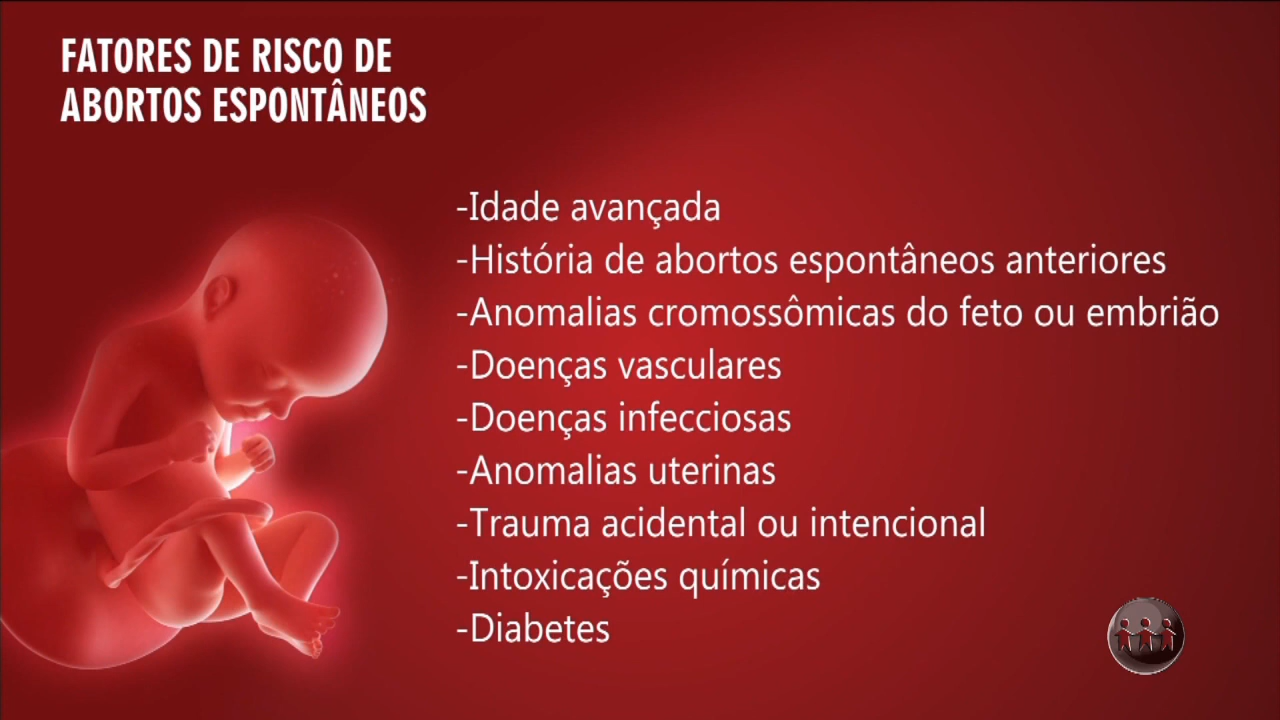 FATORES DE RISCO DE
ABORTOS ESPONTÂNEOS
-Idade avançada
-História de abortos espontâneos anteriores
-Anomalias cromossômicas do feto ou embrião
-Doenças vasculares
-Doenças infecciosas
-Anomalias uterinas
-Trauma acidental ou intencional
-Intoxicações químicas
-Diabetes